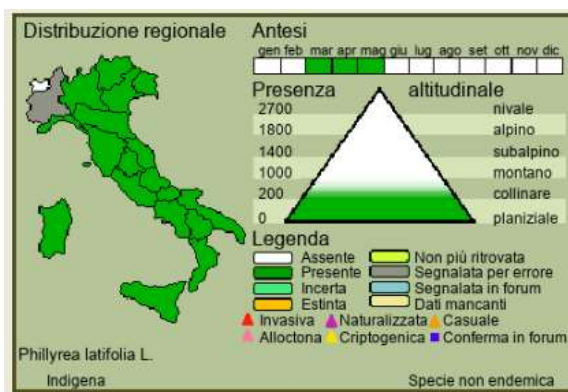 Distribuzione regionale
Antesi
gen feb mar apr mag giu lug ago set ott nov dic
Presenza altitudinale
2700 nivale
1800 alpino
1400 subalpino
1000 montano
200 collinare
0 planiziale
Legenda
Assente Non più ritrovata
Presente Segnalata per errore
Incerta Segnalata in forum
Estinta Dati mancanti
Invasiva Naturalizzata Casuale
Alloctona Criptogenica Conferma in forum
Phillyrea latifolia L.
Indigena Specie non endemica